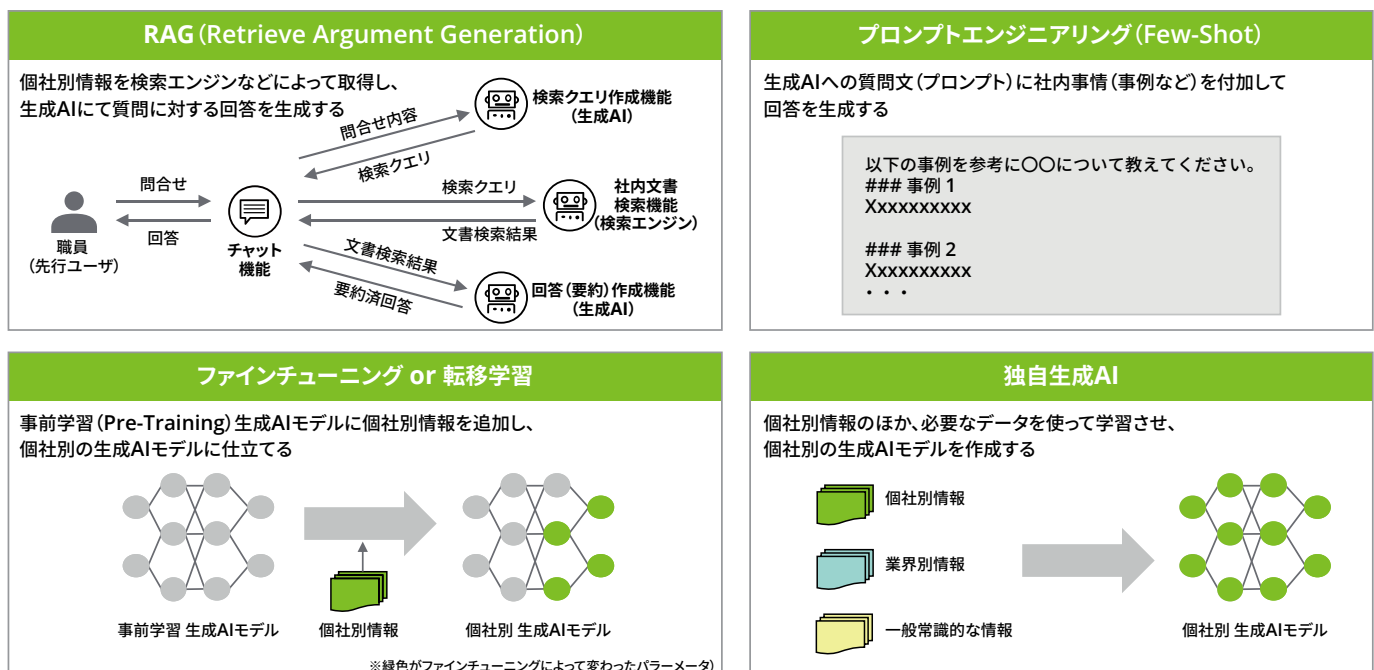 RAG（Retrieve Argument Generation）
個社別情報を検索エンジンなどによって取得し、
生成AIにて質問に対する回答を生成する
問合せ内容
検索クエリ
検索クエリ作成機能
（生成AI）
問合せ
回答
職員
（先行ユーザ）
チャット
機能
検索クエリ
文書検索結果
社内文書
検索機能
（検索エンジン）
文書検索結果
要約済回答
回答（要約）作成機能
（生成AI）
プロンプトエンジニアリング（Few-Shot）
生成AIへの質問文（プロンプト）に社内事情（事例など）を付加して
回答を生成する
以下の事例を参考に〇〇について教えてください。
### 事例 1
Xxxxxxxxxx
### 事例 2
Xxxxxxxxxx
・・・
ファインチューニング or 転移学習
事前学習（Pre-Training）生成AIモデルに個社別情報を追加し、
個社別の生成AIモデルに仕立てる
事前学習 生成AIモデル
個社別情報
個社別 生成AIモデル
※緑色がファインチューニングによって変わったパラーメータ）
独自生成AI
個社別情報のほか、必要なデータを使って学習させ、
個社別の生成AIモデルを作成する
個社別情報
業界別情報
一般常識的な情報
個社別 生成AIモデル